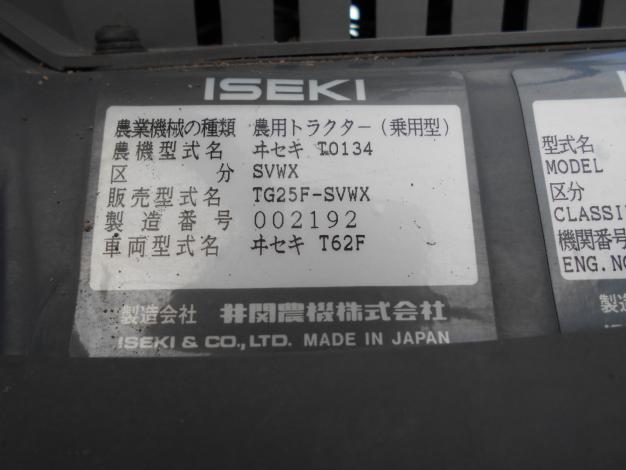 ISEKI
農業機械の種類 農用トラクター(乗用型)
農機型式名 ヰセキ T0134
区分 SVWX
販売型式名 TG25F-SVWX
製造番号 002192
車両型式名 ヰセキ T62F
製造会社 井関農機株式会社
ISEKI & CO., LTD. MADE IN JAPAN
型式名
MODEL
区分
CLASSI
機関番号
ENG.NO